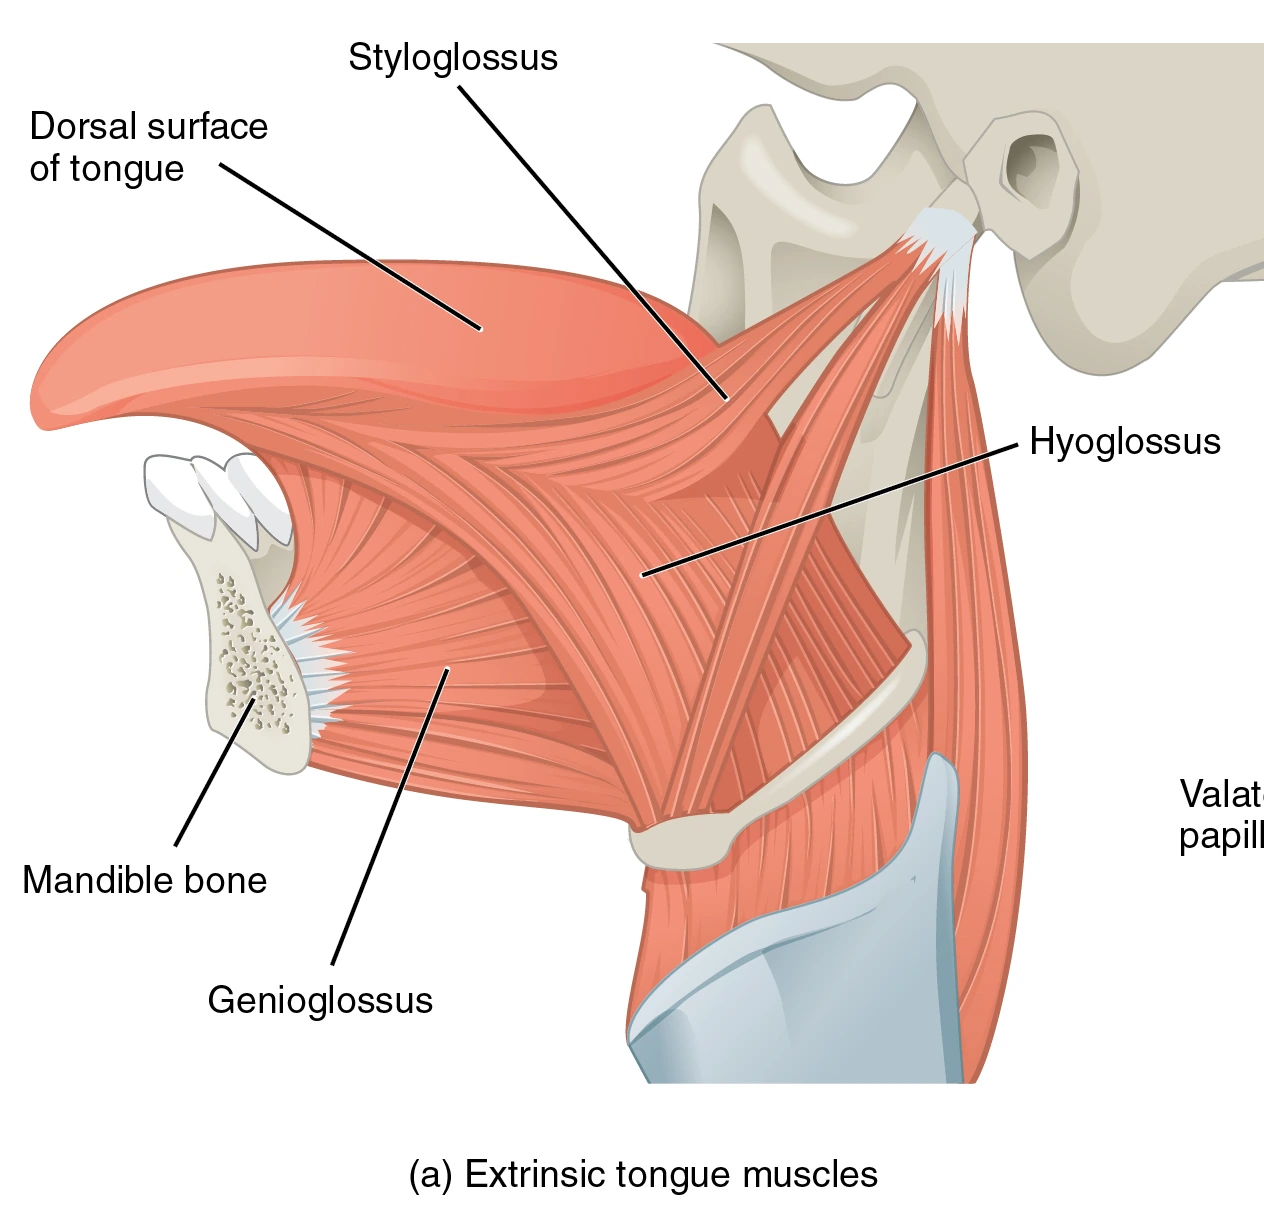 Styloglossus
Dorsal surface
of tongue
Hyoglossus
Mandible bone
Genioglossus
(a) Extrinsic tongue muscles